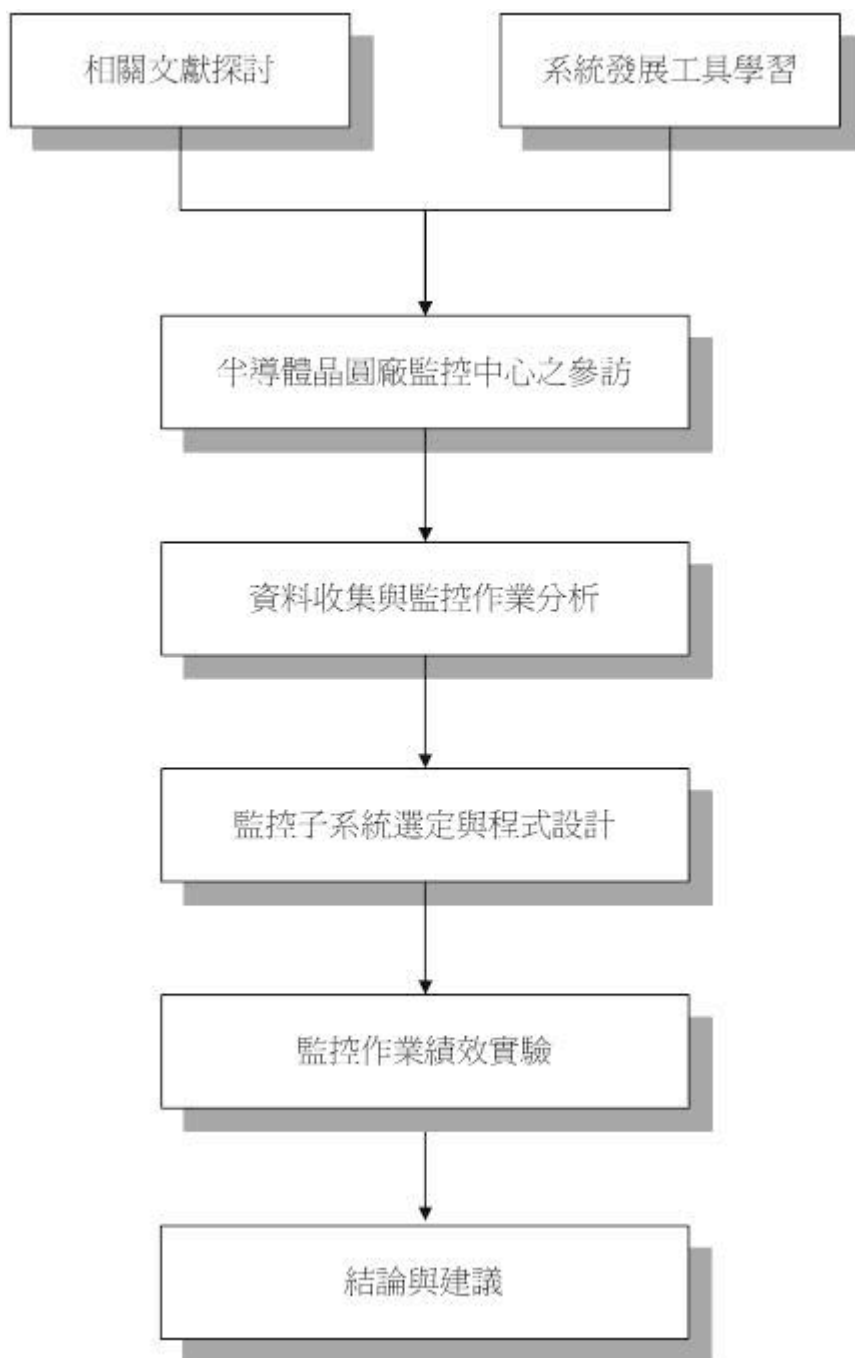 相關文獻探討
系統發展工具學習
半導體晶圓廠監控中心之參訪
資料收集與監控作業分析
監控子系統選定與程式設計
監控作業績效實驗
結論與建議